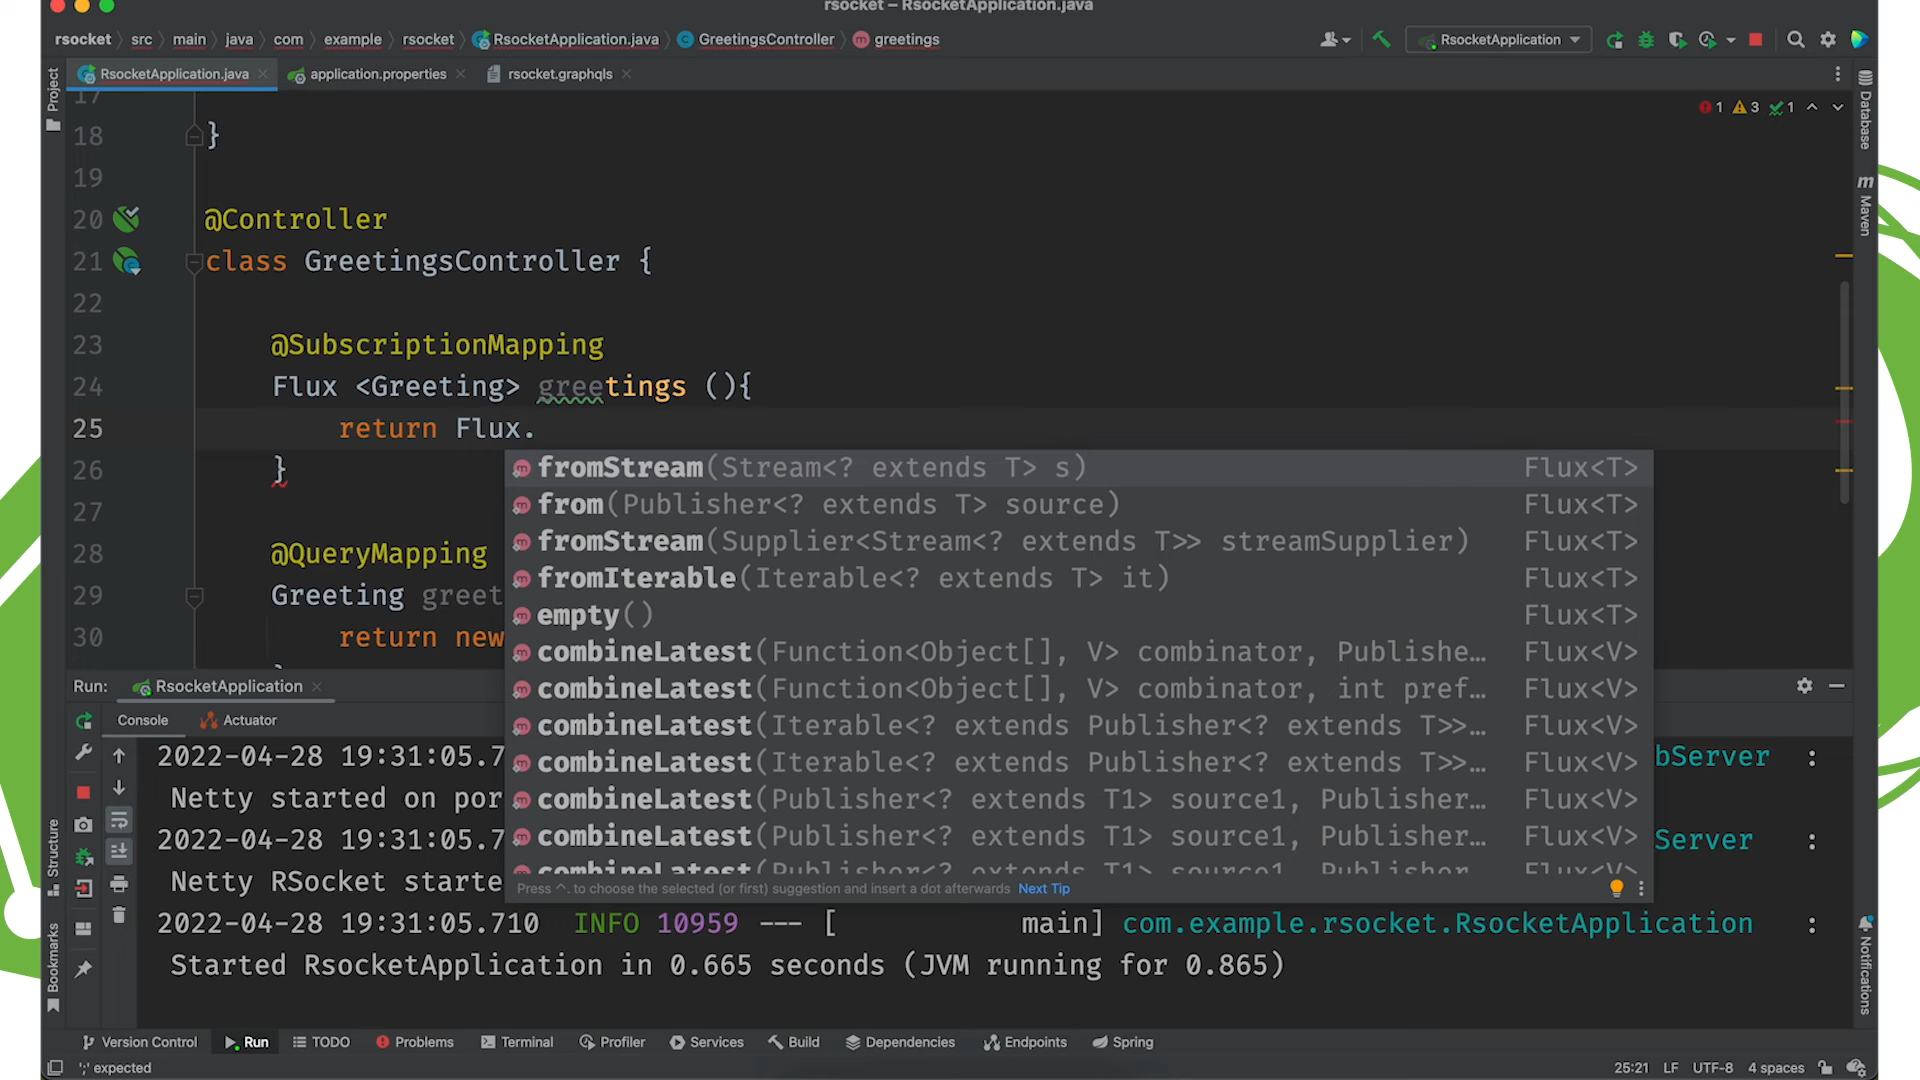 rsocket – RsocketApplication.java
rsocket src main java com example rsocket RsocketApplication.java GreetingsController greetings
RsocketApplication
RsocketApplication.java application.properties rsocket.graphqls
Project
Database
Maven
1 3 1
17
18 }
19
20 @Controller
21 class GreetingsController {
22
23 @SubscriptionMapping
24 Flux <Greeting> greetings (){
25 return Flux.
26 }
27
28 @QueryMapping
29 Greeting greet
30 return new
fromStream(Stream<? extends T> s) Flux<T>
from(Publisher<? extends T> source) Flux<T>
fromStream(Supplier<Stream<? extends T>> streamSupplier) Flux<T>
fromIterable(Iterable<? extends T> it) Flux<T>
empty() Flux<T>
combineLatest(Function<Object[], V> combinator, Publishe… Flux<V>
combineLatest(Function<Object[], V> combinator, int pref… Flux<V>
combineLatest(Iterable<? extends Publisher<? extends T>>… Flux<V>
combineLatest(Iterable<? extends Publisher<? extends T>>… Flux<V>
combineLatest(Publisher<? extends T1> source1, Publisher… Flux<V>
combineLatest(Publisher<? extends T1> source1, Publisher… Flux<V>
combineLatest(Publisher<? extends T1> source1, Publisher… Flux<V>
Press ^. to choose the selected (or first) suggestion and insert a dot afterwards Next Tip
Run: RsocketApplication
Console Actuator
2022-04-28 19:31:05.7 bServer :
Netty started on por
2022-04-28 19:31:05.7 Server :
Netty RSocket starte
2022-04-28 19:31:05.710 INFO 10959 --- [ main] com.example.rsocket.RsocketApplication :
Started RsocketApplication in 0.665 seconds (JVM running for 0.865)
Structure
Bookmarks
Notifications
Version Control Run TODO Problems Terminal Profiler Services Build Dependencies Endpoints Spring
';' expected 25:21 LF UTF-8 4 spaces